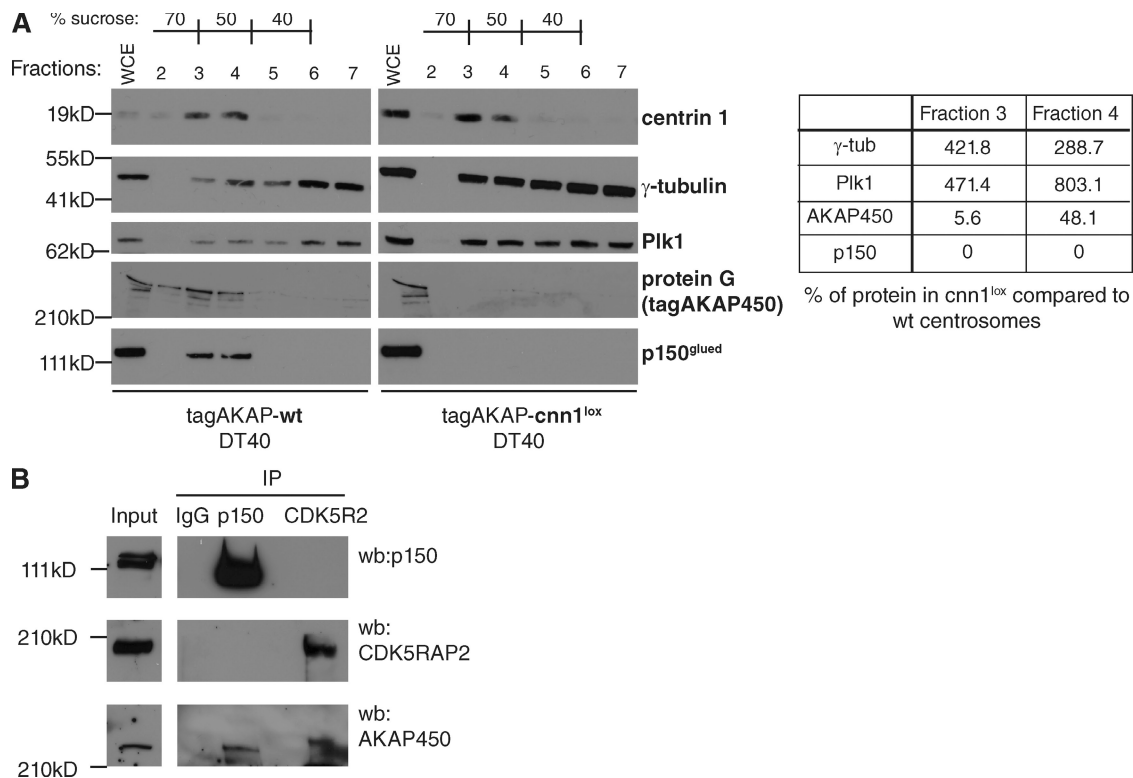 A
% sucrose: 70 50 40 70 50 40
Fractions: WCE 2 3 4 5 6 7 WCE 2 3 4 5 6 7
19kD centrin 1
55kD
41kD γ-tubulin
62kD Plk1
210kD protein G
(tagAKAP450)
111kD p150glued
tagAKAP-wt
DT40
tagAKAP-cnn1lox
DT40
Fraction 3 Fraction 4
γ-tub 421.8 288.7
Plk1 471.4 803.1
AKAP450 5.6 48.1
p150 0 0
% of protein in cnn1lox compared to
wt centrosomes
B
IP
Input IgG p150 CDK5R2
111kD wb:p150
210kD wb:
CDK5RAP2
wb:
AKAP450
210kD